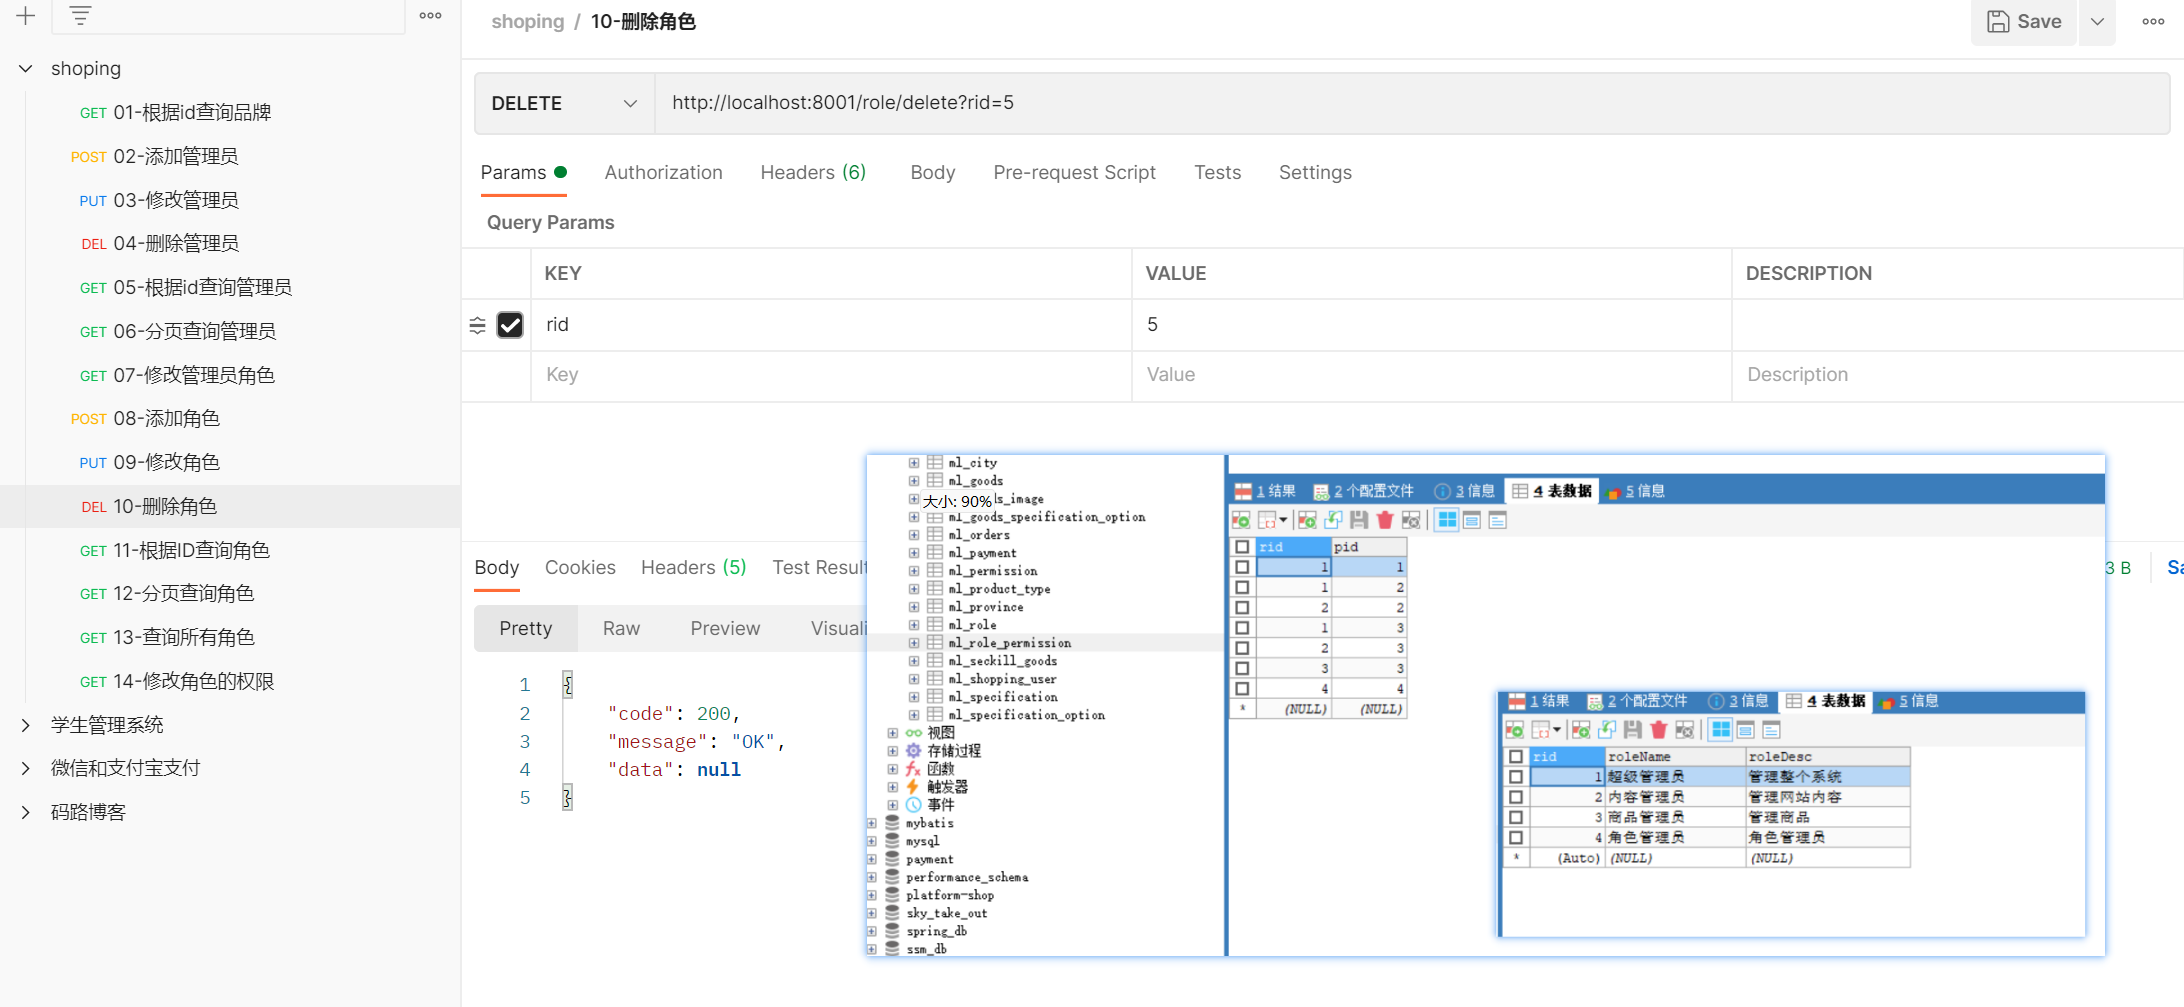 shoping
GET 01-根据id查询品牌
POST 02-添加管理员
PUT 03-修改管理员
DEL 04-删除管理员
GET 05-根据id查询管理员
GET 06-分页查询管理员
GET 07-修改管理员角色
POST 08-添加角色
PUT 09-修改角色
DEL 10-删除角色
GET 11-根据ID查询角色
GET 12-分页查询角色
GET 13-查询所有角色
GET 14-修改角色的权限
学生管理系统
微信和支付宝支付
码路博客
shoping / 10-删除角色
Save
DELETE http://localhost:8001/role/delete?rid=5
Params Authorization Headers (6) Body Pre-request Script Tests Settings
Query Params
KEY VALUE DESCRIPTION
rid 5
Key Value Description
Body Cookies Headers (5) Test Result
3 B Sa
Pretty Raw Preview Visuali
1 {
2 "code": 200,
3 "message": "OK",
4 "data": null
5 }
ml_city
ml_goods
大小: 90% ls_image
ml_goods_specification_option
ml_orders
ml_payment
ml_permission
ml_product_type
ml_province
ml_role
ml_role_permission
ml_seckill_goods
ml_shopping_user
ml_specification
ml_specification_option
视图
存储过程
函数
触发器
事件
mybatis
mysql
payment
performance_schema
platform-shop
sky_take_out
spring_db
ssm_db
1 结果 2 个配置文件 3 信息 4 表数据 5 信息
rid pid
1 1
1 2
2 2
1 3
2 3
3 3
4 4
* (NULL) (NULL)
1 结果 2 个配置文件 3 信息 4 表数据 5 信息
rid roleName roleDesc
1 超级管理员 管理整个系统
2 内容管理员 管理网站内容
3 商品管理员 管理商品
4 角色管理员 角色管理员
* (Auto) (NULL) (NULL)